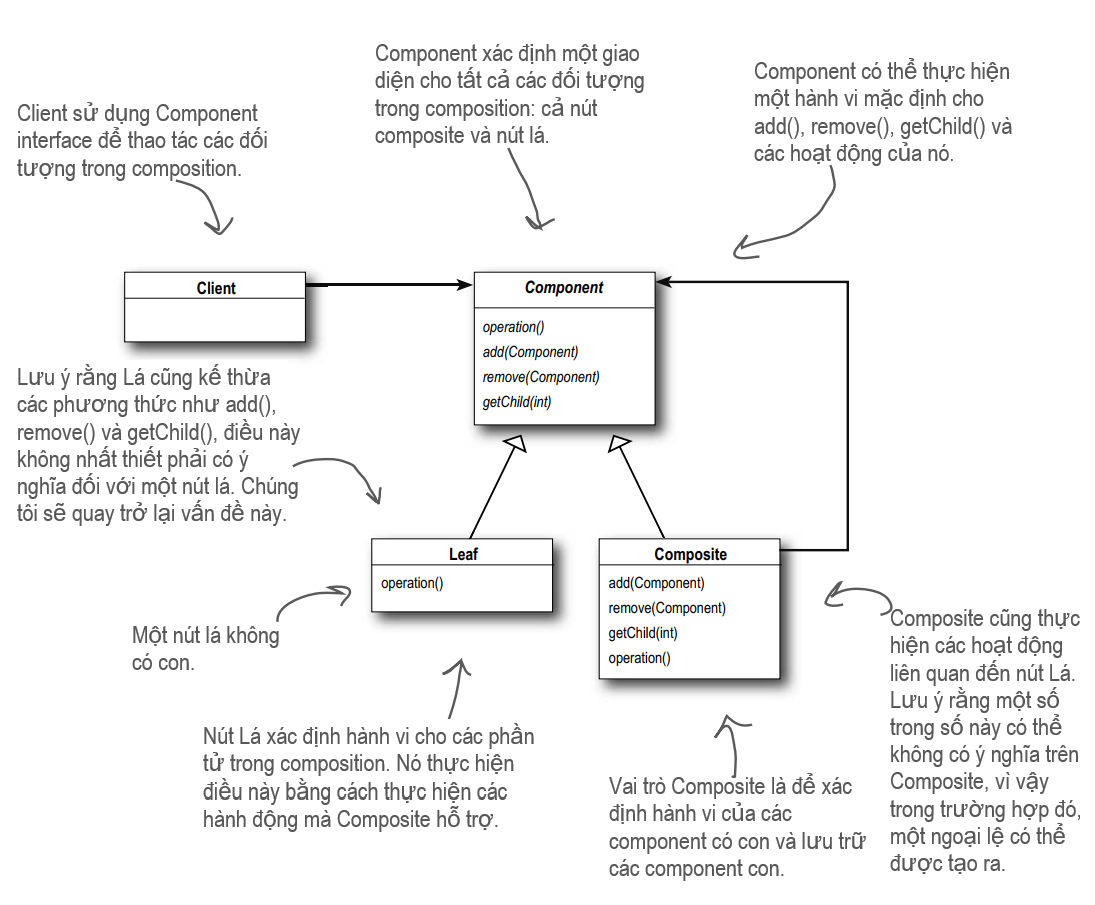 Component xác định một giao
diện cho tất cả các đối tượng
trong composition: cả nút
composite và nút lá.
Component có thể thực hiện
một hành vi mặc định cho
add(), remove(), getChild() và
các hoạt động của nó.
Client sử dụng Component
interface để thao tác các đối
tượng trong composition.
Client
Component
operation()
add(Component)
remove(Component)
getChild(int)
Lưu ý rằng Lá cũng kế thừa
các phương thức như add(),
remove() và getChild(), điều này
không nhất thiết phải có ý
nghĩa đối với một nút lá. Chúng
tôi sẽ quay trở lại vấn đề này.
Leaf
operation()
Composite
add(Component)
remove(Component)
getChild(int)
operation()
Một nút lá không
có con.
Composite cũng thực
hiện các hoạt động
liên quan đến nút Lá.
Lưu ý rằng một số
trong số này có thể
không có ý nghĩa trên
Composite, vì vậy
trong trường hợp đó,
một ngoại lệ có thể
được tạo ra.
Nút Lá xác định hành vi cho các phần
tử trong composition. Nó thực hiện
điều này bằng cách thực hiện các
hành động mà Composite hỗ trợ.
Vai trò Composite là để xác
định hành vi của các
component có con và lưu trữ
các component con.